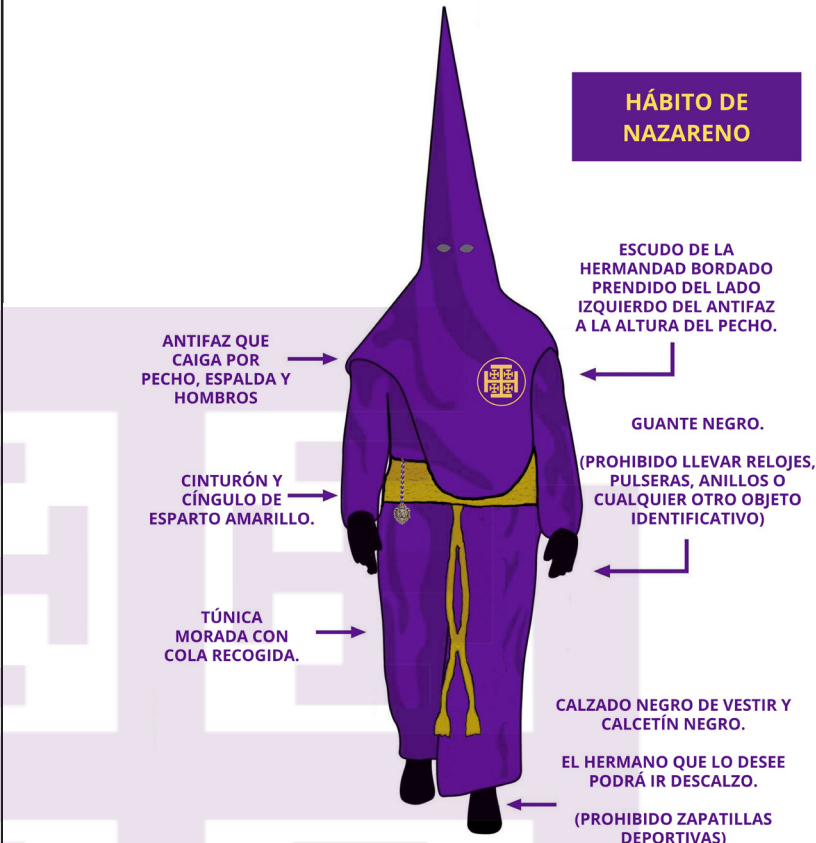 HÁBITO DE
NAZARENO
ESCUDO DE LA
HERMANDAD BORDADO
PRENDIDO DEL LADO
IZQUIERDO DEL ANTIFAZ
A LA ALTURA DEL PECHO.
ANTIFAZ QUE
CAIGA POR
PECHO, ESPALDA Y
HOMBROS
GUANTE NEGRO.
(PROHIBIDO LLEVAR RELOJES,
PULSERAS, ANILLOS O
CUALQUIER OTRO OBJETO
IDENTIFICATIVO)
CINTURÓN Y
CÍNGULO DE
ESPARTO AMARILLO.
TÚNICA
MORADA CON
COLA RECOGIDA.
CALZADO NEGRO DE VESTIR Y
CALCETÍN NEGRO.
EL HERMANO QUE LO DESEE
PODRÁ IR DESCALZO.
(PROHIBIDO ZAPATILLAS
DEPORTIVAS)